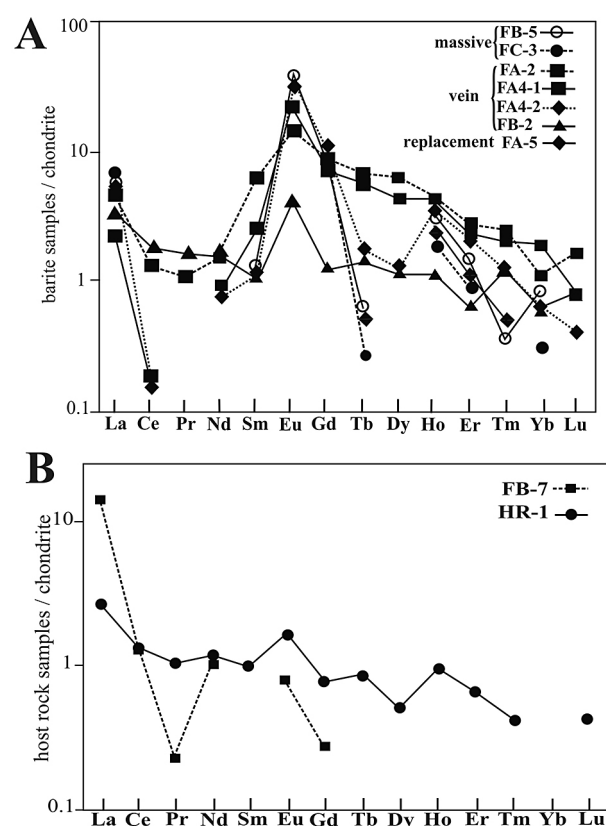 A
100
10
1
0.1
barite samples / chondrite
massive
FB-5
FC-3
vein
FA-2
FA4-1
FA4-2
FB-2
replacement FA-5
La Ce Pr Nd Sm Eu Gd Tb Dy Ho Er Tm Yb Lu
B
10
1
0.1
host rock samples / chondrite
FB-7
HR-1
La Ce Pr Nd Sm Eu Gd Tb Dy Ho Er Tm Yb Lu